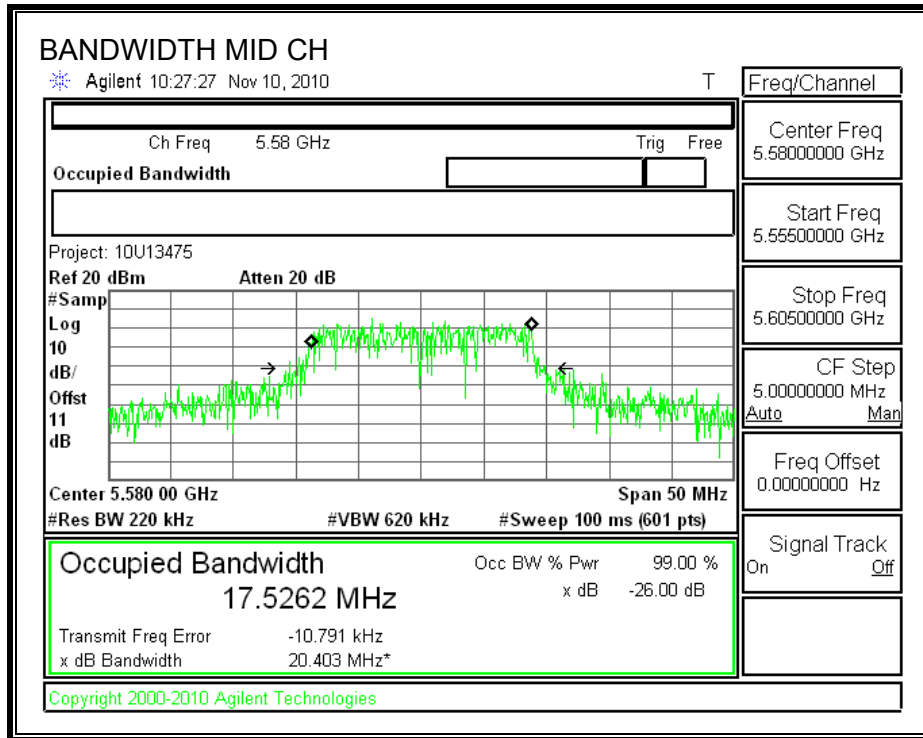 BANDWIDTH MID CH
Agilent 10:27:27 Nov 10, 2010 T
Freq/Channel
Ch Freq 5.58 GHz Trig Free
Occupied Bandwidth
Center Freq
5.58000000 GHz
Start Freq
5.55500000 GHz
Stop Freq
5.60500000 GHz
CF Step
5.00000000 MHz
Auto Man
Freq Offset
0.00000000 Hz
Signal Track
On Off
Project: 10U13475
Ref 20 dBm Atten 20 dB
#Samp
Log
10
dB/
Offst
11
dB
Center 5.580 00 GHz Span 50 MHz
#Res BW 220 kHz #VBW 620 kHz #Sweep 100 ms (601 pts)
Occupied Bandwidth Occ BW % Pwr 99.00 %
17.5262 MHz x dB -26.00 dB
Transmit Freq Error -10.791 kHz
x dB Bandwidth 20.403 MHz*
Copyright 2000-2010 Agilent Technologies